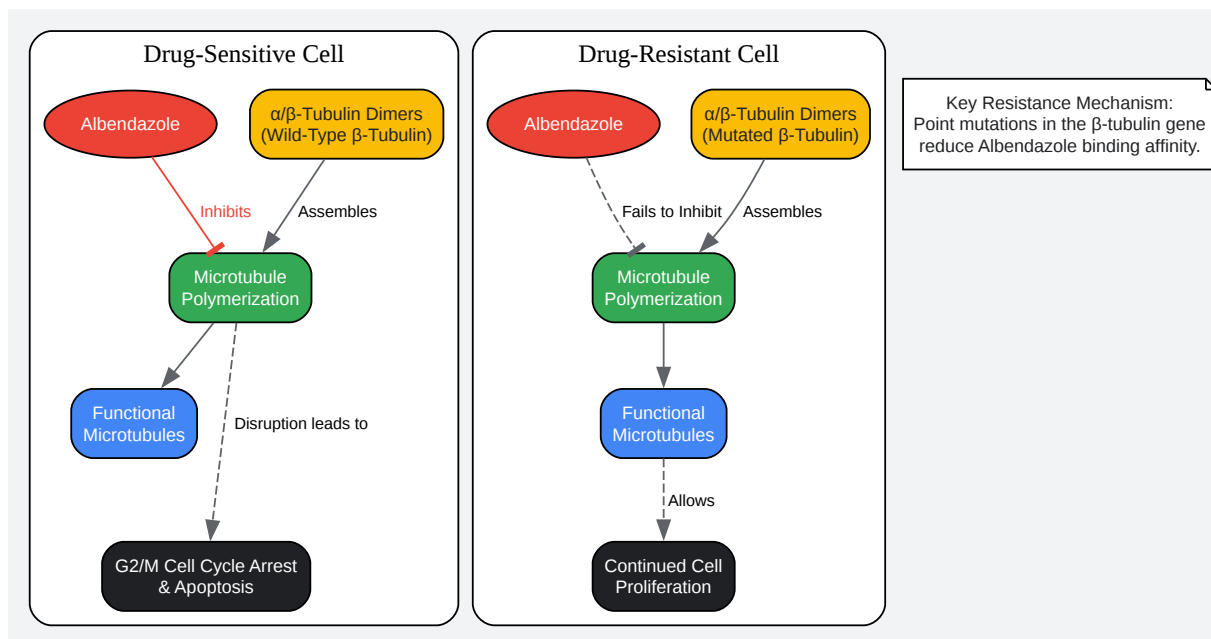 Drug-Sensitive Cell
Albendazole
α/β-Tubulin Dimers
(Wild-Type β-Tubulin)
Inhibits
Assembles
Microtubule
Polymerization
Functional
Microtubules
Disruption leads to
G2/M Cell Cycle Arrest
& Apoptosis
Drug-Resistant Cell
Albendazole
α/β-Tubulin Dimers
(Mutated β-Tubulin)
Fails to Inhibit
Assembles
Microtubule
Polymerization
Functional
Microtubules
Allows
Continued Cell
Proliferation
Key Resistance Mechanism:
Point mutations in the β-tubulin gene
reduce Albendazole binding affinity.